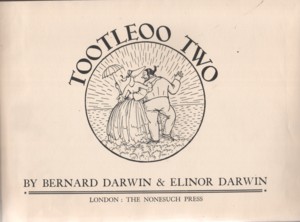 TOOTLEOO TWO
BY BERNARD DARWIN & ELINOR DARWIN
LONDON : THE NONESUCH PRESS